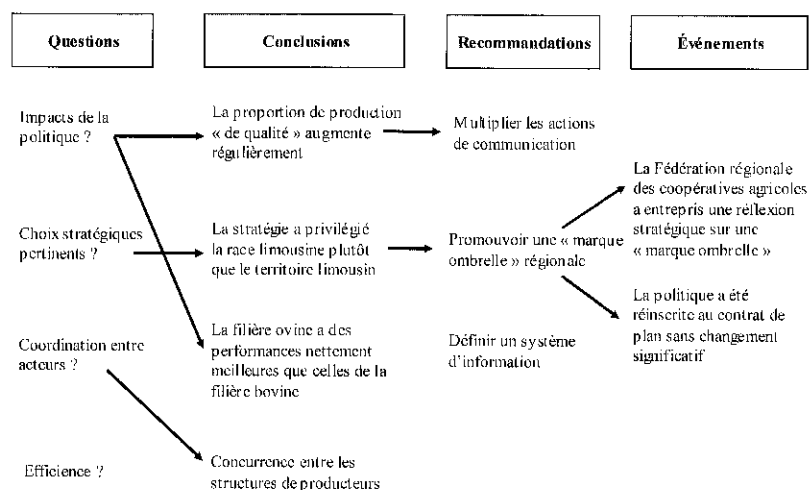 Questions
Conclusions
Recommandations
Événements
Impacts de la
politique ?
La proportion de production
« de qualité » augmente
régulièrement
Multiplier les actions
de communication
La Fédération régionale
des coopératives agricoles
a entrepris une réflexion
stratégique sur une
« marque ombrelle »
Choix stratégiques
pertinents ?
La stratégie a privilégié
la race limousine plutôt
que le territoire limousin
Promouvoir une « marque
ombrelle » régionale
La politique a été
réinscrite au contrat de
plan sans changement
significatif
Coordination entre
acteurs ?
La filière ovine a des
performances nettement
meilleures que celles de la
filière bovine
Définir un système
d'information
Efficience ?
Concurrence entre les
structures de producteurs